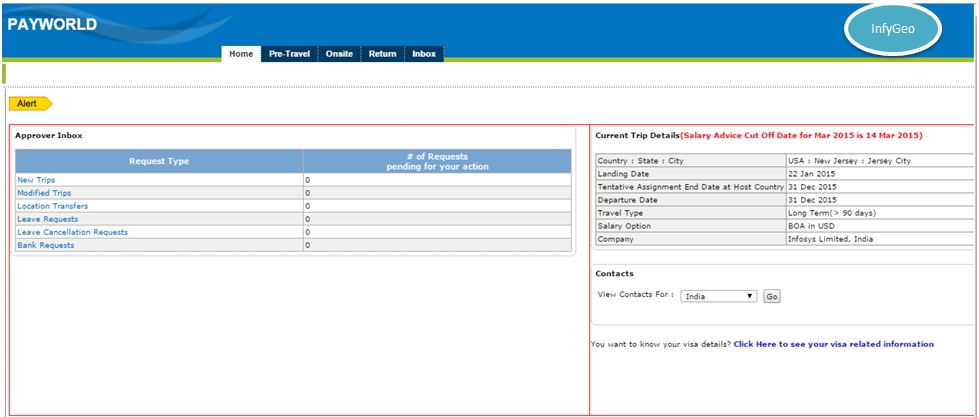 PAYWORLD
InfyGeo
Home Pre-Travel Onsite Return Inbox
Alert
Approver Inbox
Request Type # of Requests
pending for your action
New Trips 0
Modified Trips 0
Location Transfers 0
Leave Requests 0
Leave Cancellation Requests 0
Bank Requests 0
Current Trip Details(Salary Advice Cut Off Date for Mar 2015 is 14 Mar 2015)
Country : State : City USA : New Jersey : Jersey City
Landing Date 22 Jan 2015
Tentative Assignment End Date at Host Country 31 Dec 2015
Departure Date 31 Dec 2015
Travel Type Long Term(> 90 days)
Salary Option BOA in USD
Company Infosys Limited, India
Contacts
View Contacts For : India Go
You want to know your visa details? Click Here to see your visa related information